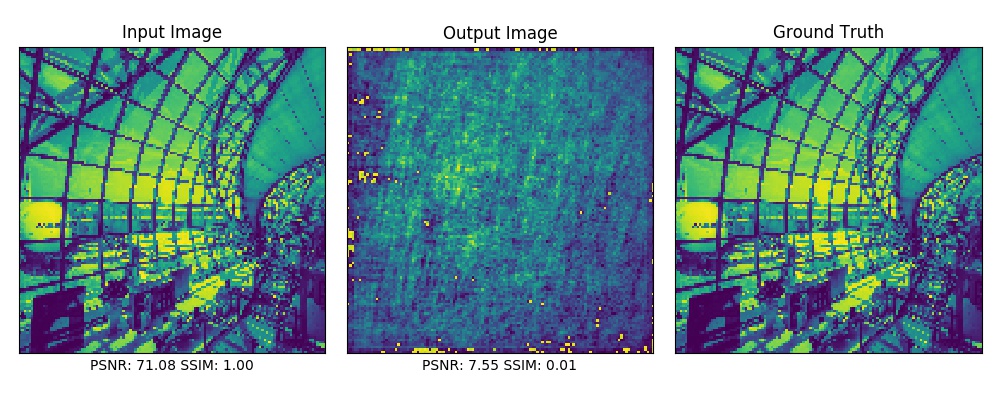 Input Image
Output Image
Ground Truth
PSNR: 71.08 SSIM: 1.00
PSNR: 7.55 SSIM: 0.01